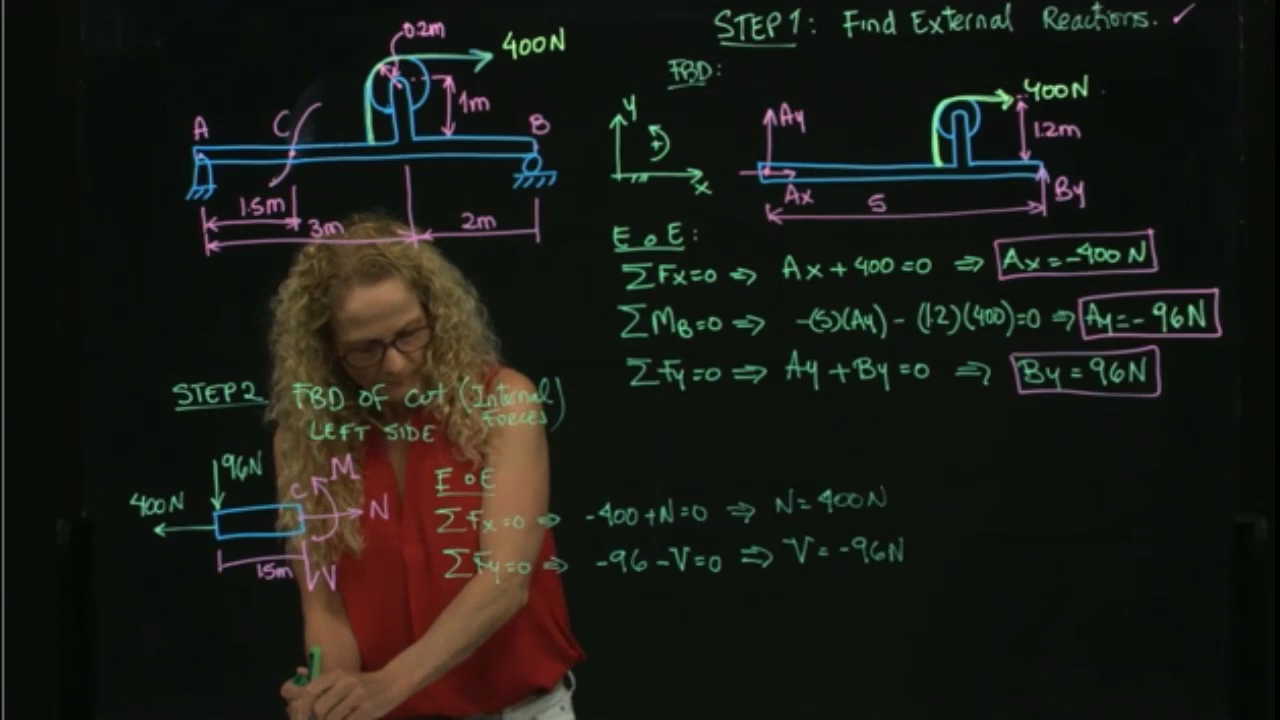 STEP 1: Find External Reactions. ✓
0.2m
400N
1m
A
C
B
1.5m
3m
2m
FBD:
y
+
x
Ay
Ax
400N
1.2m
By
5
E o E:
ΣFx=0 ⇒ Ax+400=0 ⇒ Ax=-400N
ΣMB=0 ⇒ -(5)(Ay) - (1.2)(400)=0 ⇒ Ay=-96N
ΣFy=0 ⇒ Ay+By=0 ⇒ By=96N
STEP 2 FBD OF cut (Internal FORCES)
LEFT SIDE
96N
400N
C
M
N
1.5m
V
E o E
ΣFx=0 ⇒ -400+N=0 ⇒ N=400N
ΣFy=0 ⇒ -96-V=0 ⇒ V=-96N